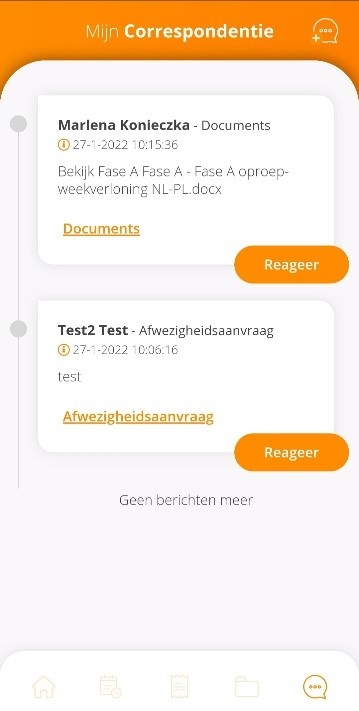 Mijn Correspondentie
Marlena Konieczka - Documents
27-1-2022 10:15:36
Bekijk Fase A Fase A - Fase A oproep-
weekverloning NL-PL.docx
Documents
Reageer
Test2 Test - Afwezigheidsaanvraag
27-1-2022 10:06:16
test
Afwezigheidsaanvraag
Reageer
Geen berichten meer